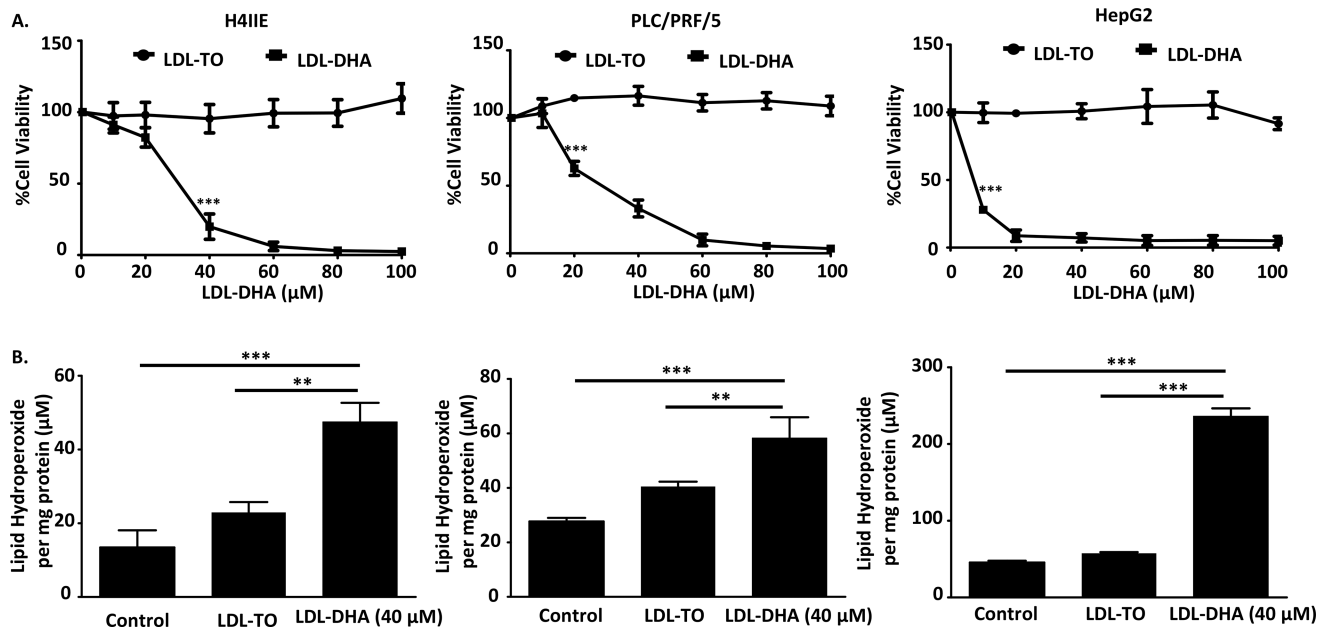 A.
H4IIE
LDL-TO LDL-DHA
150
100
50
0
%Cell Viability
***
0 20 40 60 80 100
LDL-DHA (μM)
PLC/PRF/5
LDL-TO LDL-DHA
150
100
50
0
%Cell Viability
***
0 20 40 60 80 100
LDL-DHA (μM)
HepG2
LDL-TO LDL-DHA
150
100
50
0
%Cell Viability
***
0 20 40 60 80 100
LDL-DHA (μM)
B.
***
**
60
40
20
0
Lipid Hydroperoxide
per mg protein (μM)
Control LDL-TO LDL-DHA (40 μM)
***
**
80
60
40
20
0
Lipid Hydroperoxide
per mg protein (μM)
Control LDL-TO LDL-DHA (40 μM)
***
***
300
200
100
0
Lipid Hydroperoxide
per mg protein (μM)
Control LDL-TO LDL-DHA (40 μM)